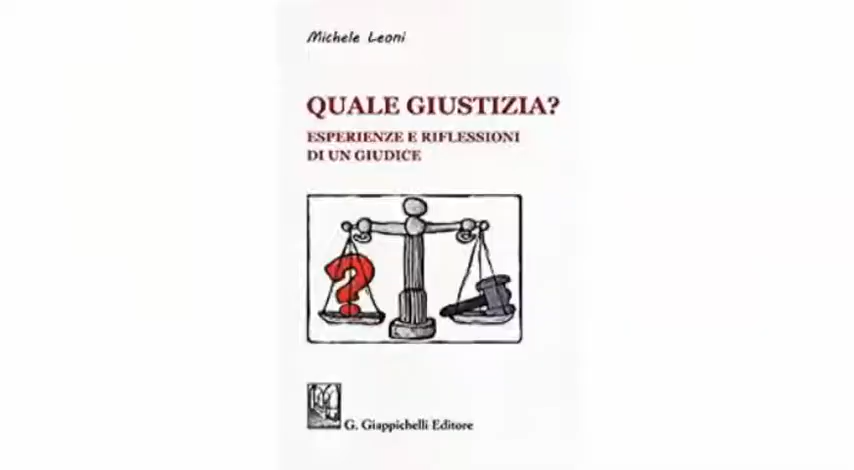 Michele Leoni
QUALE GIUSTIZIA?
ESPERIENZE E RIFLESSIONI
DI UN GIUDICE
?
G. Giappichelli Editore